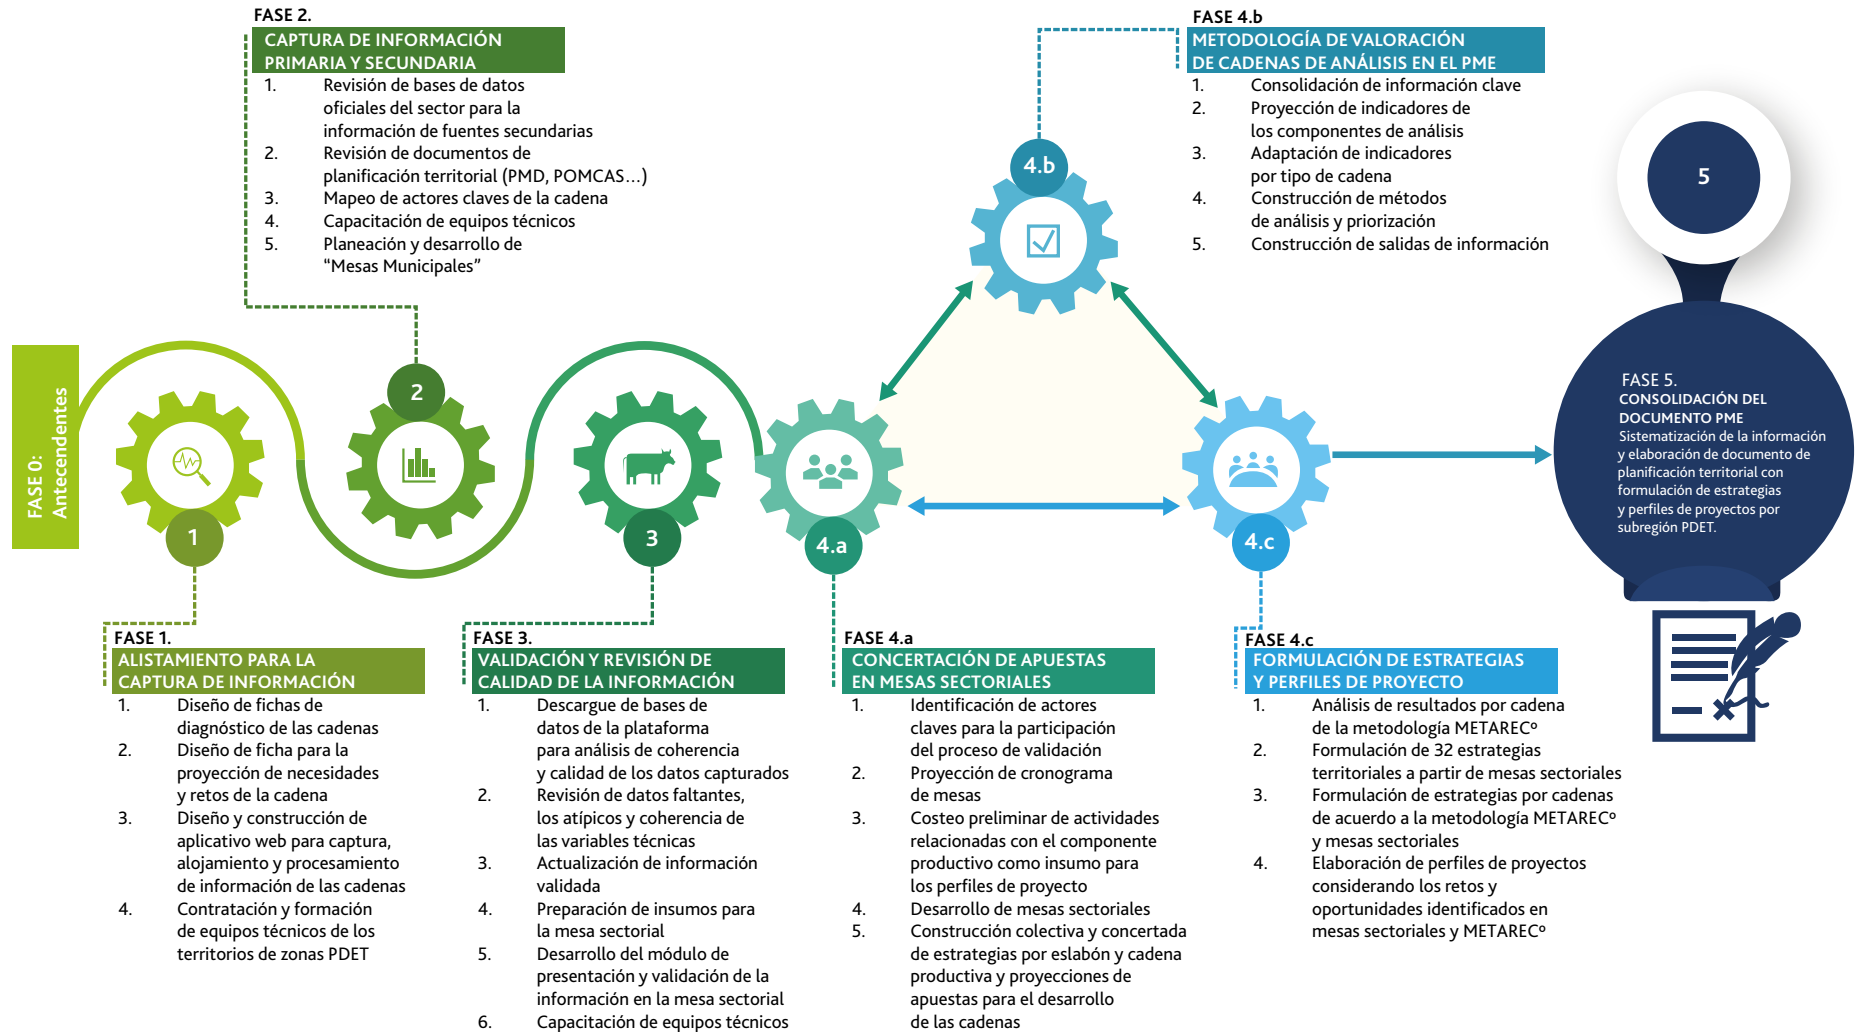 FASE 0:
Antecendentes
FASE 2.
CAPTURA DE INFORMACIÓN
PRIMARIA Y SECUNDARIA
1. Revisión de bases de datos
oficiales del sector para la
información de fuentes secundarias
2. Revisión de documentos de
planificación territorial (PMD, POMCAS...)
3. Mapeo de actores claves de la cadena
4. Capacitación de equipos técnicos
5. Planeación y desarrollo de
“Mesas Municipales”
FASE 4.b
METODOLOGÍA DE VALORACIÓN
DE CADENAS DE ANÁLISIS EN EL PME
1. Consolidación de información clave
2. Proyección de indicadores de
los componentes de análisis
3. Adaptación de indicadores
por tipo de cadena
4. Construcción de métodos
de análisis y priorización
5. Construcción de salidas de información
1
2
3
4.a
4.b
4.c
5
FASE 5.
CONSOLIDACIÓN DEL
DOCUMENTO PME
Sistematización de la información
y elaboración de documento de
planificación territorial con
formulación de estrategias
y perfiles de proyectos por
subregión PDET.
FASE 1.
ALISTAMIENTO PARA LA
CAPTURA DE INFORMACIÓN
1. Diseño de fichas de
diagnóstico de las cadenas
2. Diseño de ficha para la
proyección de necesidades
y retos de la cadena
3. Diseño y construcción de
aplicativo web para captura,
alojamiento y procesamiento
de información de las cadenas
4. Contratación y formación
de equipos técnicos de los
territorios de zonas PDET
FASE 3.
VALIDACIÓN Y REVISIÓN DE
CALIDAD DE LA INFORMACIÓN
1. Descargue de bases de
datos de la plataforma
para análisis de coherencia
y calidad de los datos capturados
2. Revisión de datos faltantes,
los atípicos y coherencia de
las variables técnicas
3. Actualización de información
validada
4. Preparación de insumos para
la mesa sectorial
5. Desarrollo del módulo de
presentación y validación de la
información en la mesa sectorial
6. Capacitación de equipos técnicos
FASE 4.a
CONCERTACIÓN DE APUESTAS
EN MESAS SECTORIALES
1. Identificación de actores
claves para la participación
del proceso de validación
2. Proyección de cronograma
de mesas
3. Costeo preliminar de actividades
relacionadas con el componente
productivo como insumo para
los perfiles de proyecto
4. Desarrollo de mesas sectoriales
5. Construcción colectiva y concertada
de estrategias por eslabón y cadena
productiva y proyecciones de
apuestas para el desarrollo
de las cadenas
FASE 4.c
FORMULACIÓN DE ESTRATEGIAS
Y PERFILES DE PROYECTO
1. Análisis de resultados por cadena
de la metodología METARECº
2. Formulación de 32 estrategias
territoriales a partir de mesas sectoriales
3. Formulación de estrategias por cadenas
de acuerdo a la metodología METARECº
y mesas sectoriales
4. Elaboración de perfiles de proyectos
considerando los retos y
oportunidades identificados en
mesas sectoriales y METARECº